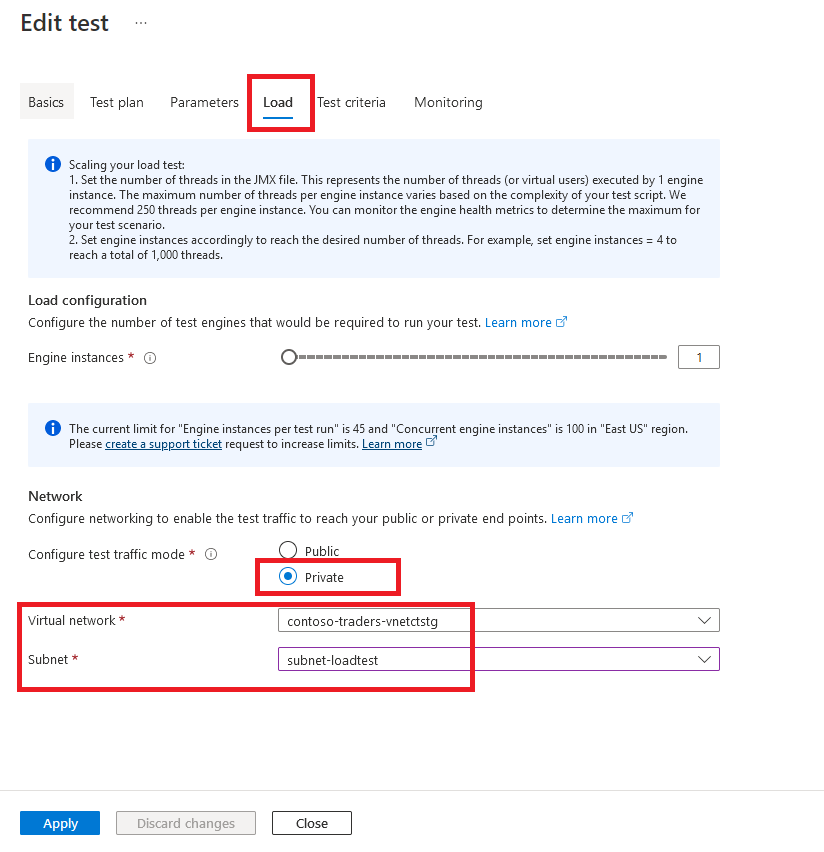 Edit test ...
Basics Test plan Parameters Load Test criteria Monitoring
Scaling your load test:
1. Set the number of threads in the JMX file. This represents the number of threads (or virtual users) executed by 1 engine
instance. The maximum number of threads per engine instance varies based on the complexity of your test script. We
recommend 250 threads per engine instance. You can monitor the engine health metrics to determine the maximum for
your test scenario.
2. Set engine instances accordingly to reach the desired number of threads. For example, set engine instances = 4 to
reach a total of 1,000 threads.
Load configuration
Configure the number of test engines that would be required to run your test. Learn more
Engine instances * 1
The current limit for "Engine instances per test run" is 45 and "Concurrent engine instances" is 100 in "East US" region.
Please create a support ticket request to increase limits. Learn more
Network
Configure networking to enable the test traffic to reach your public or private end points. Learn more
Configure test traffic mode * Public
Private
Virtual network * contoso-traders-vnetctstg
Subnet * subnet-loadtest
Apply Discard changes Close